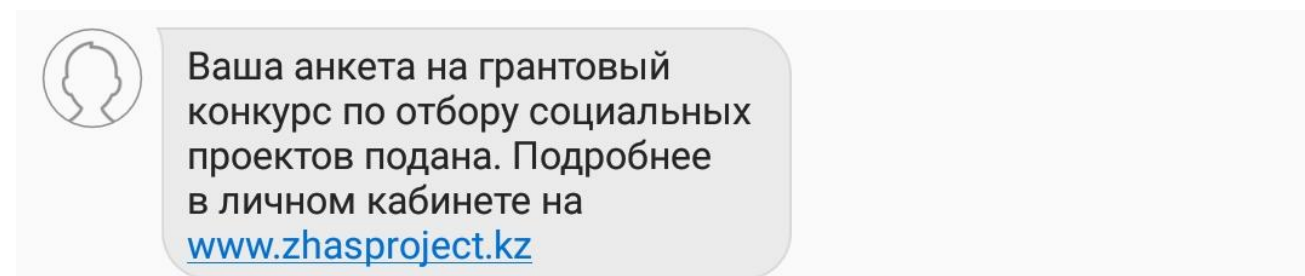 Ваша анкета на грантовый
конкурс по отбору социальных
проектов подана. Подробнее
в личном кабинете на
www.zhasproject.kz